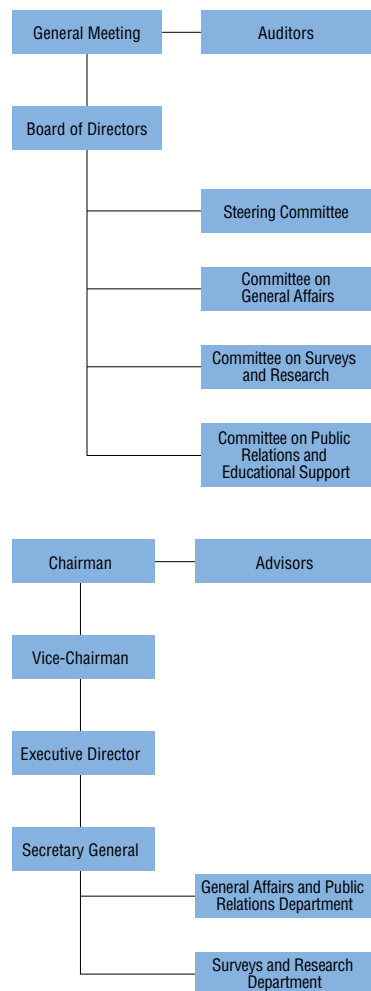 General Meeting
Auditors
Board of Directors
Steering Committee
Committee on
General Affairs
Committee on Surveys
and Research
Committee on Public
Relations and
Educational Support
Chairman
Advisors
Vice-Chairman
Executive Director
Secretary General
General Affairs and Public
Relations Department
Surveys and Research
Department